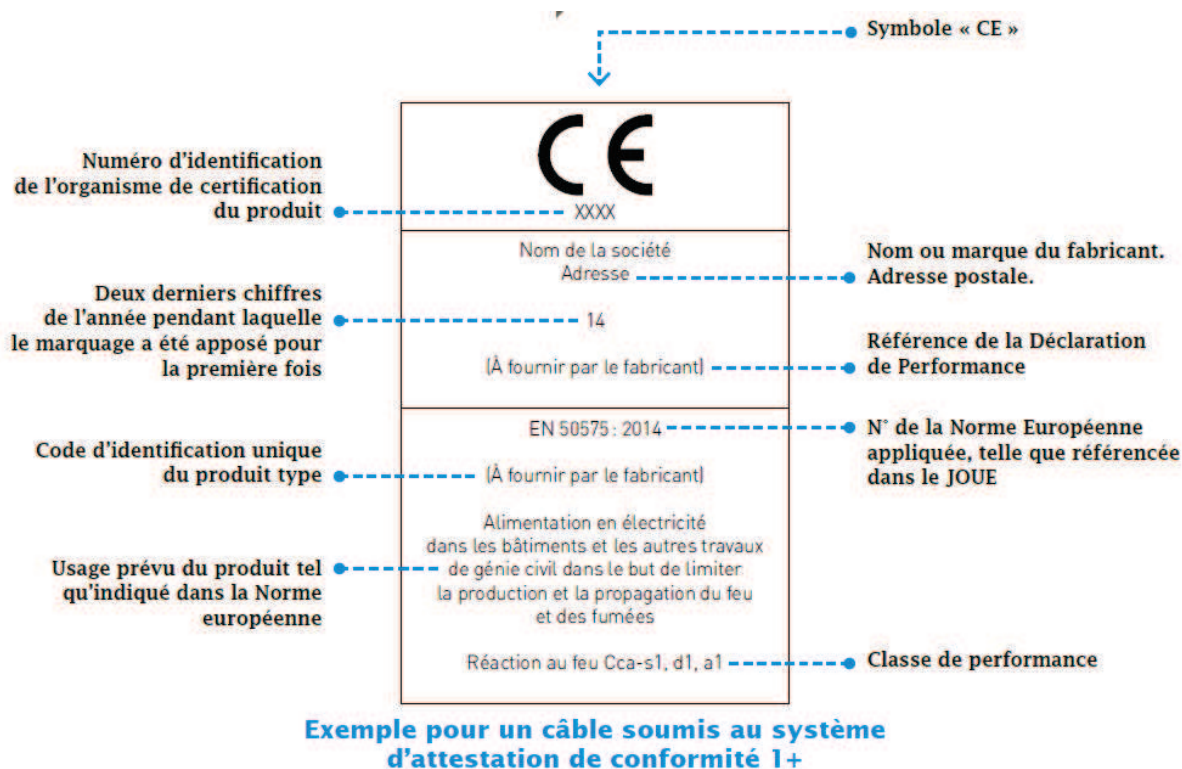 Symbole « CE »
CE
Numéro d'identification
de l'organisme de certification
du produit
XXXX
Nom de la société
Adresse
Nom ou marque du fabricant.
Adresse postale.
Deux derniers chiffres
de l'année pendant laquelle
le marquage a été apposé pour
la première fois
14
(À fournir par le fabricant)
Référence de la Déclaration
de Performance
EN 50575 : 2014
N° de la Norme Européenne
appliquée, telle que référencée
dans le JOUE
Code d'identification unique
du produit type
(À fournir par le fabricant)
Alimentation en électricité
dans les bâtiments et les autres travaux
de génie civil dans le but de limiter
la production et la propagation du feu
et des fumées
Usage prévu du produit tel
qu'indiqué dans la Norme
européenne
Réaction au feu Cca-s1, d1, a1
Classe de performance
Exemple pour un câble soumis au système
d'attestation de conformité 1+